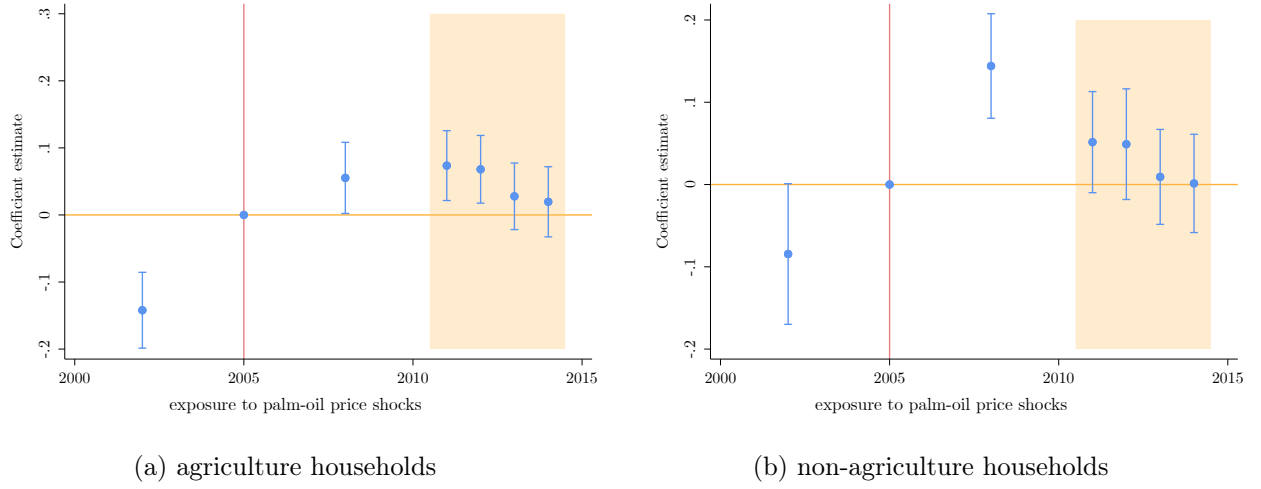 .3
.2
.1
0
-.1
-.2
Coefficient estimate
2000 2005 2010 2015
exposure to palm-oil price shocks
(a) agriculture households
.2
.1
0
-.1
-.2
Coefficient estimate
2000 2005 2010 2015
exposure to palm-oil price shocks
(b) non-agriculture households